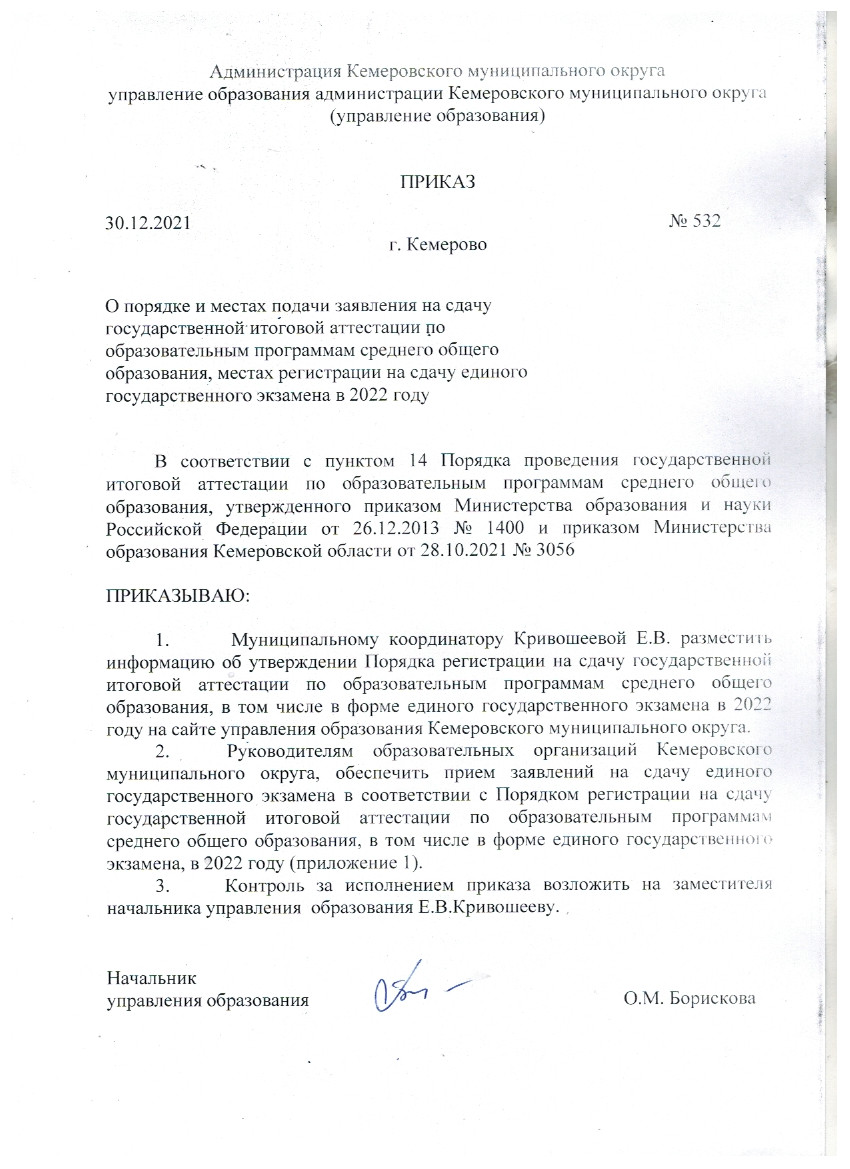 Администрация Кемеровского муниципального округа
управление образования администрации Кемеровского муниципального округа
(управление образования)
ПРИКАЗ
30.12.2021 № 532
г. Кемерово
О порядке и местах подачи заявления на сдачу
государственной итоговой аттестации по
образовательным программам среднего общего
образования, местах регистрации на сдачу единого
государственного экзамена в 2022 году
В соответствии с пунктом 14 Порядка проведения государственной
итоговой аттестации по образовательным программам среднего общего
образования, утвержденного приказом Министерства образования и науки
Российской Федерации от 26.12.2013 № 1400 и приказом Министерства
образования Кемеровской области от 28.10.2021 № 3056
ПРИКАЗЫВАЮ:
1. Муниципальному координатору Кривошеевой Е.В. разместить
информацию об утверждении Порядка регистрации на сдачу государственной
итоговой аттестации по образовательным программам среднего общего
образования, в том числе в форме единого государственного экзамена в 2022
году на сайте управления образования Кемеровского муниципального округа.
2. Руководителям образовательных организаций Кемеровского
муниципального округа, обеспечить прием заявлений на сдачу единого
государственного экзамена в соответствии с Порядком регистрации на сдачу
государственной итоговой аттестации по образовательным программам
среднего общего образования, в том числе в форме единого государственного
экзамена, в 2022 году (приложение 1).
3. Контроль за исполнением приказа возложить на заместителя
начальника управления образования Е.В.Кривошееву.
Начальник
управления образования О.М. Борискова